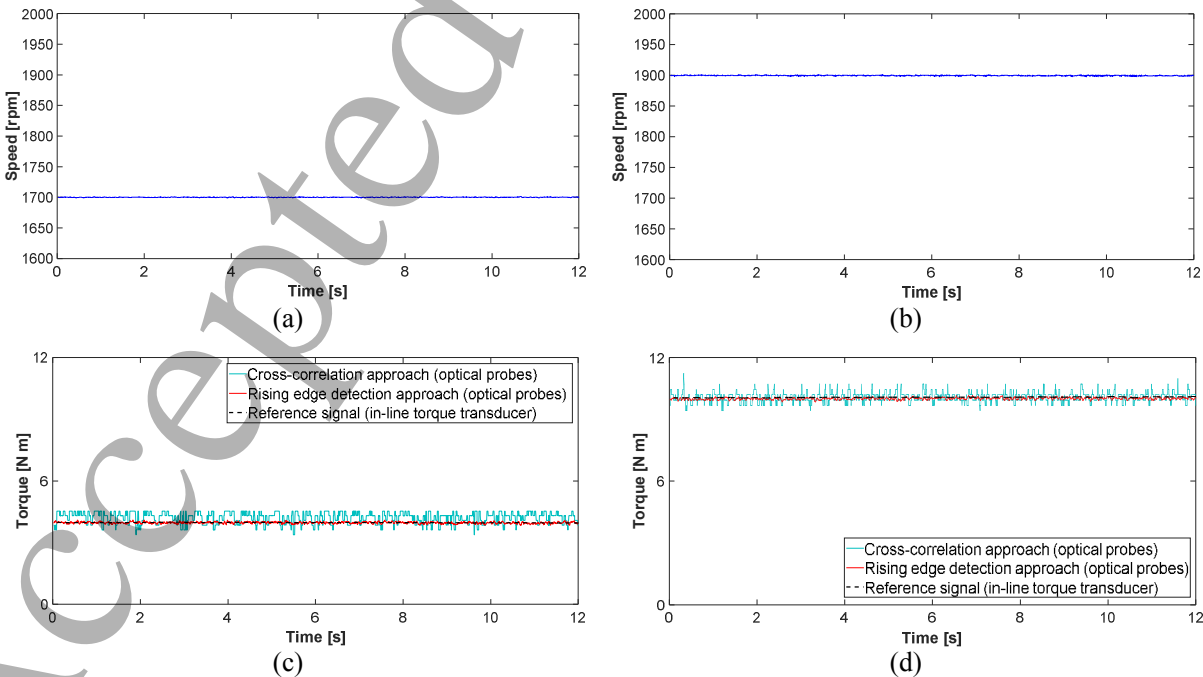 2000
1950
1900
1850
1800
1750
1700
1650
1600
Speed [rpm]
0 2 4 6 8 10 12
Time [s]
(a)
2000
1950
1900
1850
1800
1750
1700
1650
1600
Speed [rpm]
0 2 4 6 8 10 12
Time [s]
(b)
12
6
0
Torque [N m]
Cross-correlation approach (optical probes)
Rising edge detection approach (optical probes)
Reference signal (in-line torque transducer)
0 2 4 6 8 10 12
Time [s]
(c)
12
6
0
Torque [N m]
Cross-correlation approach (optical probes)
Rising edge detection approach (optical probes)
Reference signal (in-line torque transducer)
0 2 4 6 8 10 12
Time [s]
(d)
ccepted